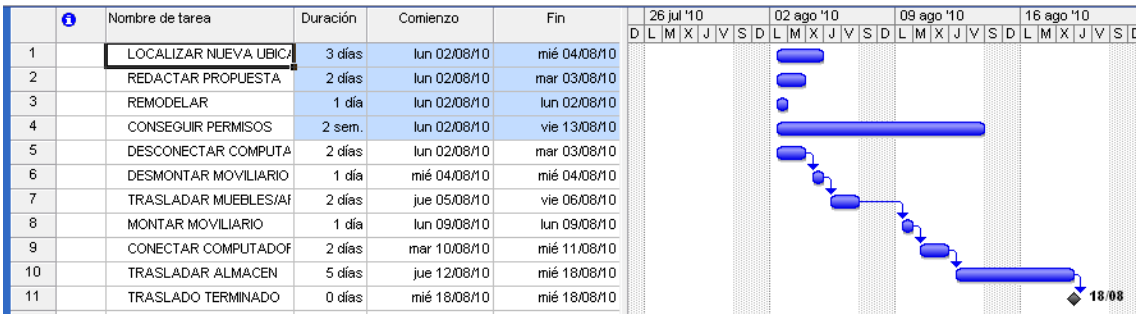 Nombre de tarea Duración Comienzo Fin 26 jul '10 02 ago '10 09 ago '10 16 ago '10
D L M X J V S D L M X J V S D L M X J V S D L M X J V S D
1 LOCALIZAR NUEVA UBICA 3 días lun 02/08/10 mié 04/08/10
2 REDACTAR PROPUESTA 2 días lun 02/08/10 mar 03/08/10
3 REMODELAR 1 día lun 02/08/10 lun 02/08/10
4 CONSEGUIR PERMISOS 2 sem. lun 02/08/10 vie 13/08/10
5 DESCONECTAR COMPUTA 2 días lun 02/08/10 mar 03/08/10
6 DESMONTAR MOVILIARIO 1 día mié 04/08/10 mié 04/08/10
7 TRASLADAR MUEBLES/AF 2 días jue 05/08/10 vie 06/08/10
8 MONTAR MOVILIARIO 1 día lun 09/08/10 lun 09/08/10
9 CONECTAR COMPUTADOF 2 días mar 10/08/10 mié 11/08/10
10 TRASLADAR ALMACEN 5 días jue 12/08/10 mié 18/08/10
11 TRASLADO TERMINADO 0 días mié 18/08/10 mié 18/08/10 18/08